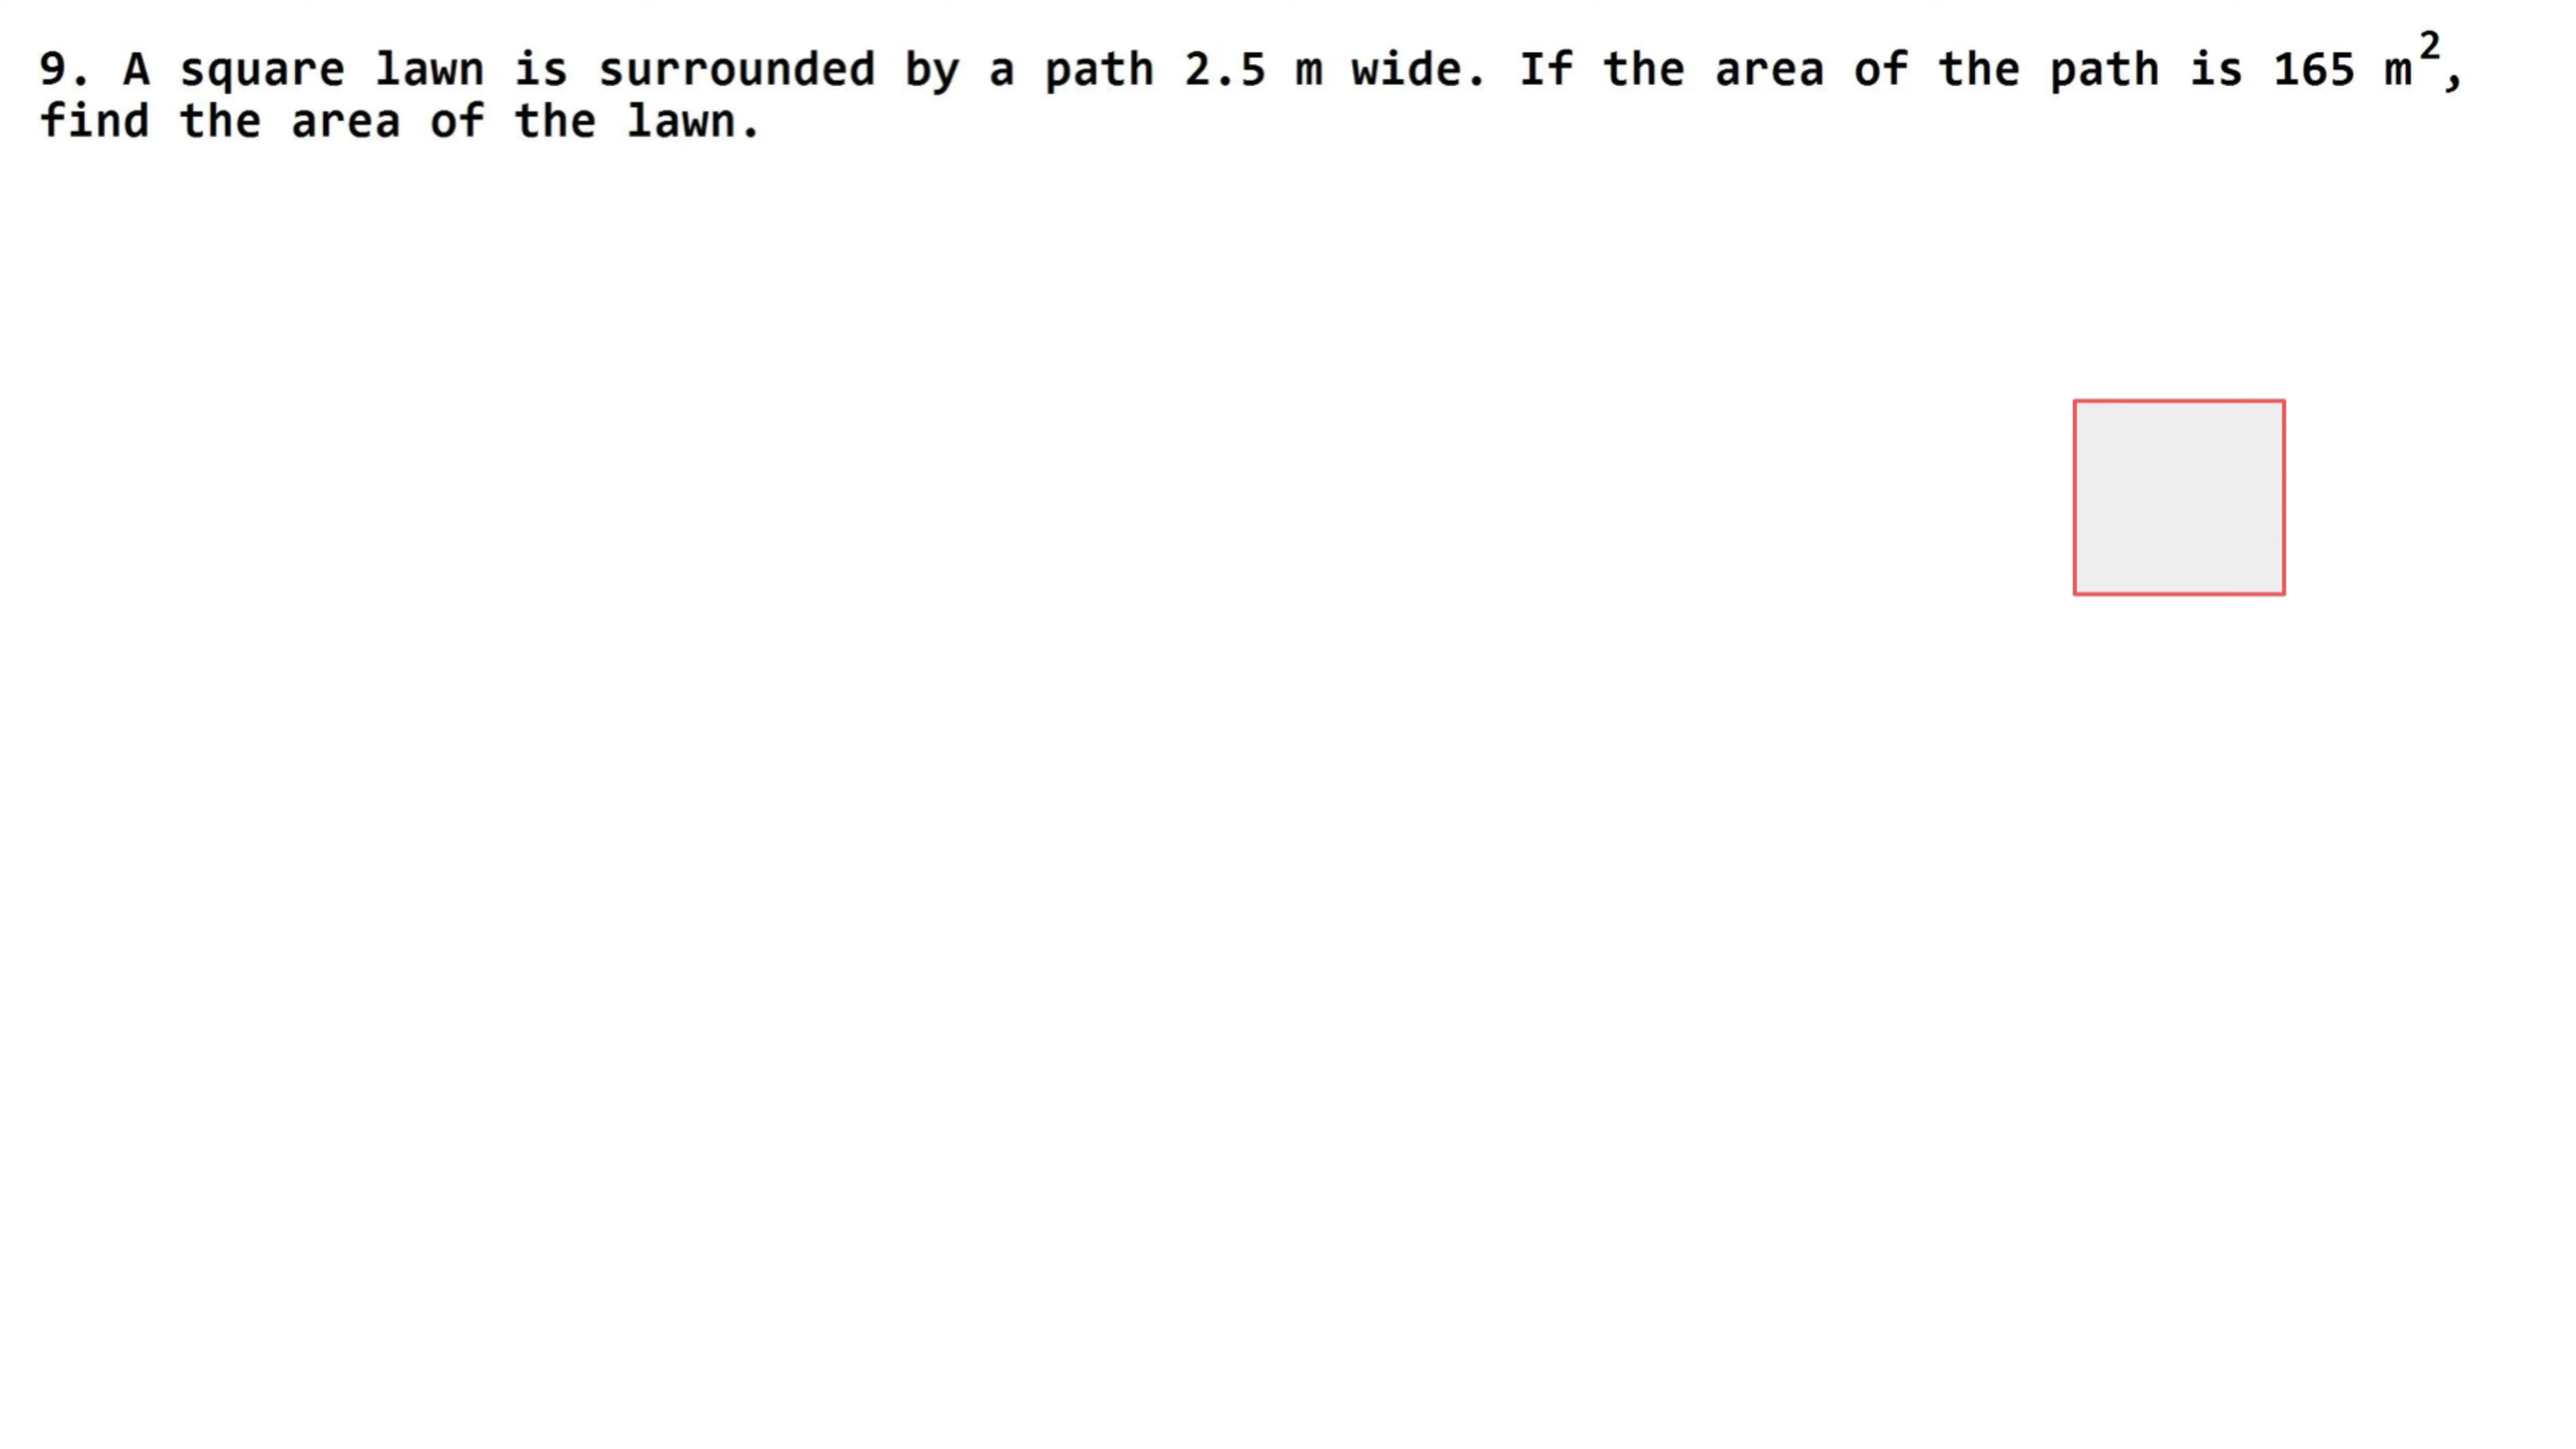 9. A square lawn is surrounded by a path 2.5 m wide. If the area of the path is 165 m²,
find the area of the lawn.